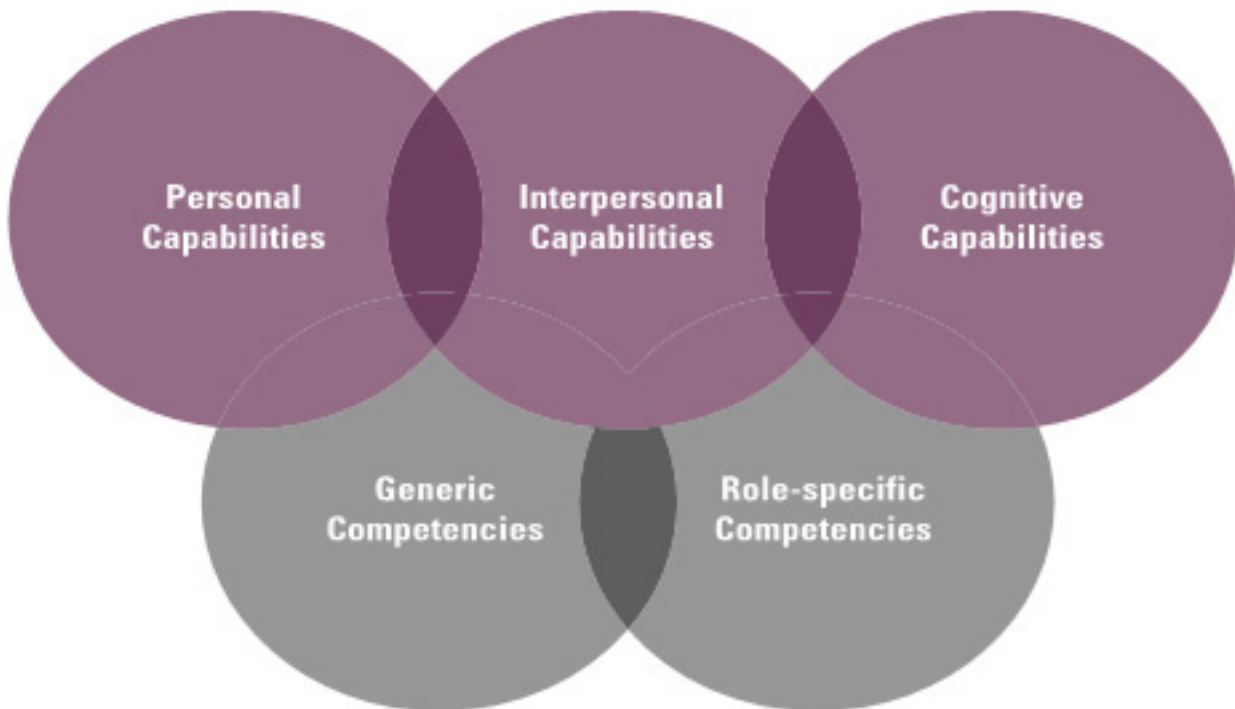 Personal
Capabilities
Interpersonal
Capabilities
Cognitive
Capabilities
Generic
Competencies
Role-specific
Competencies